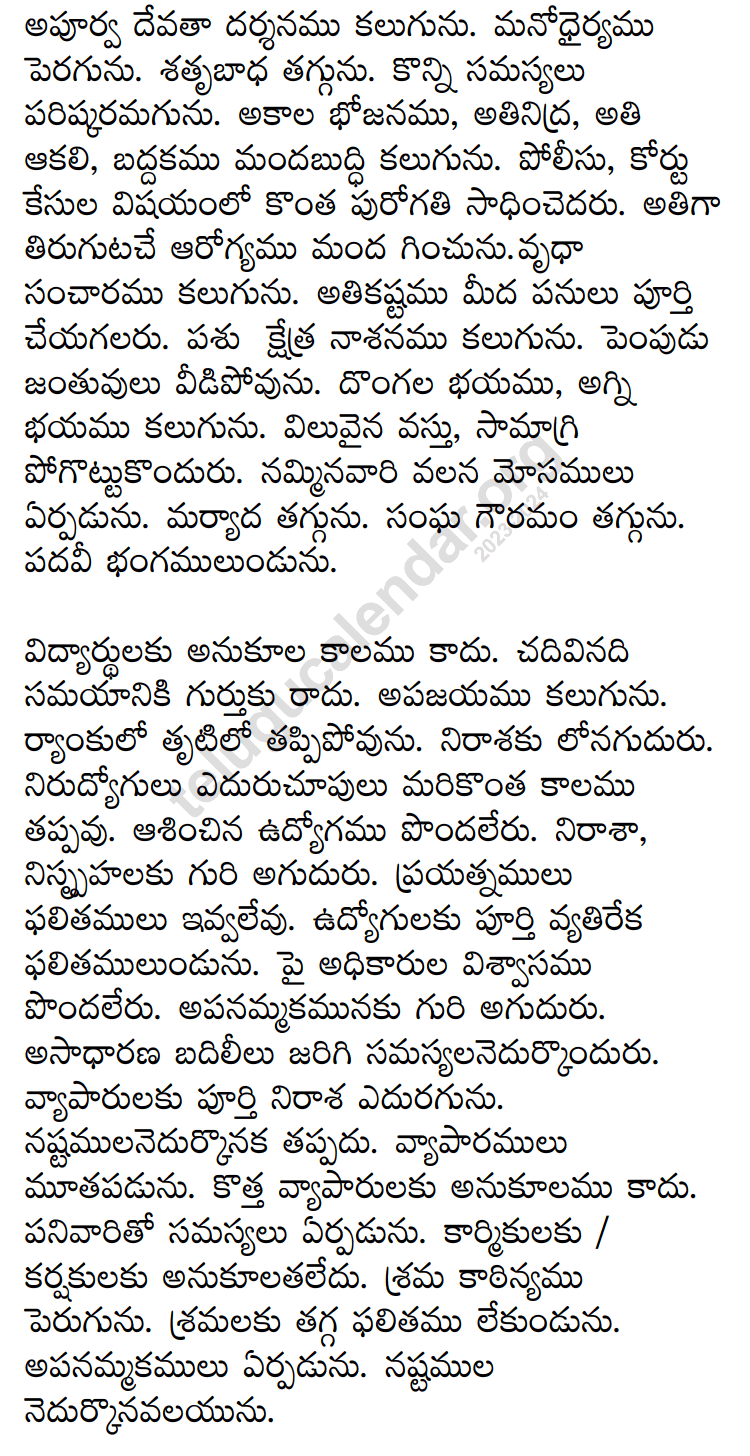 అపూర్వ దేవతా దర్శనము కలుగును. మనోధైర్యము
పెరగును. శతృబాధ తగ్గును. కొన్ని సమస్యలు
పరిష్కరమగును. అకాల భోజనము, అతినిద్ర, అతి
ఆకలి, బద్దకము మందబుద్ధి కలుగును. పోలీసు, కోర్టు
కేసుల విషయంలో కొంత పురోగతి సాధించెదరు. అతిగా
తిరుగుటచే ఆరోగ్యము మంద గించును.వృధా
సంచారము కలుగును. అతికష్టము మీద పనులు పూర్తి
చేయగలరు. పశు క్షేత్ర నాశనము కలుగును. పెంపుడు
జంతువులు వీడిపోవును. దొంగల భయము, అగ్ని
భయము కలుగును. విలువైన వస్తు, సామాగ్రి
పోగొట్టుకొందురు. నమ్మినవారి వలన మోసములు
ఏర్పడును. మర్యాద తగ్గును. సంఘ గౌరమం తగ్గును.
పదవీ భంగములుండును.
విద్యార్థులకు అనుకూల కాలము కాదు. చదివినది
సమయానికి గుర్తుకు రాదు. అపజయము కలుగును.
ర్యాంకులో తృటిలో తప్పిపోవును. నిరాశకు లోనగుదురు.
నిరుద్యోగులు ఎదురుచూపులు మరికొంత కాలము
తప్పవు. ఆశించిన ఉద్యోగము పొందలేరు. నిరాశా,
నిస్పృహలకు గురి అగుదురు. ప్రయత్నములు
ఫలితములు ఇవ్వలేవు. ఉద్యోగులకు పూర్తి వ్యతిరేక
ఫలితములుండును. పై అధికారుల విశ్వాసము
పొందలేరు. అపనమ్మకమునకు గురి అగుదురు.
అసాధారణ బదిలీలు జరిగి సమస్యలనెదుర్కొందురు.
వ్యాపారులకు పూర్తి నిరాశ ఎదురగును.
నష్టములనెదుర్కొనక తప్పదు. వ్యాపారములు
మూతపడును. కొత్త వ్యాపారులకు అనుకూలము కాదు.
పనివారితో సమస్యలు ఏర్పడును. కార్మికులకు /
కర్షకులకు అనుకూలతలేదు. శ్రమ కాఠిన్యము
పెరుగును. శ్రమలకు తగ్గ ఫలితము లేకుండును.
అపనమ్మకములు ఏర్పడును. నష్టముల
నెదుర్కొనవలయును.
telugucalendar.org
2023-2024